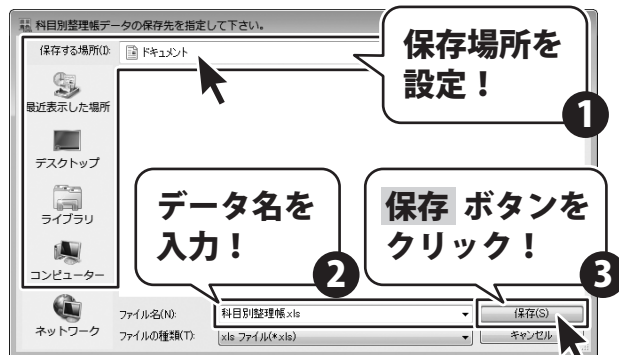 科目別整理帳データの保存先を指定して下さい。
保存する場所(I):
ドキュメント
保存場所を
設定！
1
最近表示した場所
デスクトップ
ライブラリ
コンピューター
ネットワーク
データ名を
入力！
2
保存 ボタンを
クリック！
3
ファイル名(N):
科目別整理帳.xls
保存(S)
ファイルの種類(T):
xls ファイル(*.xls)
キャンセル